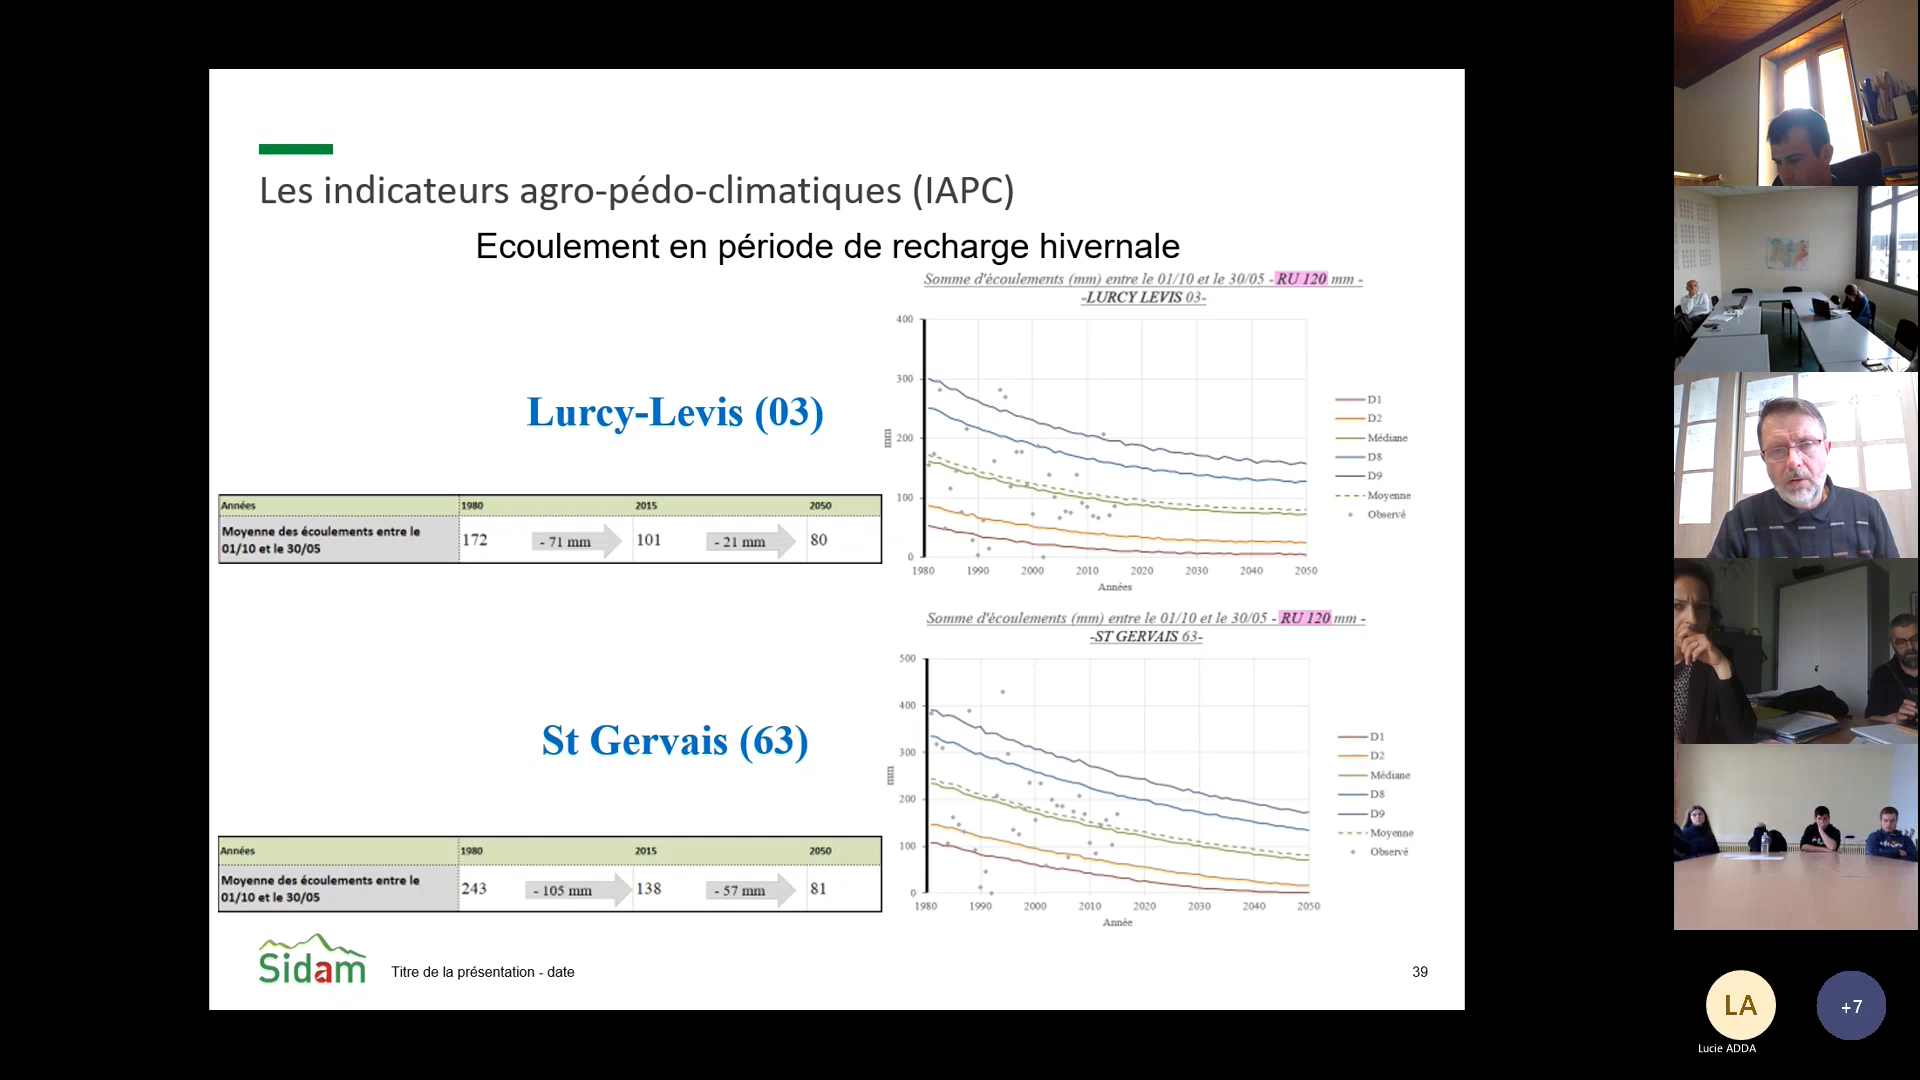 Les indicateurs agro-pédo-climatiques (IAPC)
Ecoulement en période de recharge hivernale
Somme d'écoulements (mm) entre le 01/10 et le 30/05 - RU 120 mm -
-LURCY LEVIS 03-
Lurcy-Levis (03)
400
300
200
100
0
mm
1980 1990 2000 2010 2020 2030 2040 2050
Années
D1
D2
Médiane
D8
D9
Moyenne
Observé
Années 1980 2015 2050
Moyenne des écoulements entre le
01/10 et le 30/05
172 - 71 mm 101 - 21 mm 80
Somme d'écoulements (mm) entre le 01/10 et le 30/05 - RU 120 mm -
-ST GERVAIS 63-
St Gervais (63)
500
400
300
200
100
0
mm
1980 1990 2000 2010 2020 2030 2040 2050
Année
D1
D2
Médiane
D8
D9
Moyenne
Observé
Années 1980 2015 2050
Moyenne des écoulements entre le
01/10 et le 30/05
243 - 105 mm 138 - 57 mm 81
Sidam
Titre de la présentation - date
39
LA
Lucie ADDA
+7